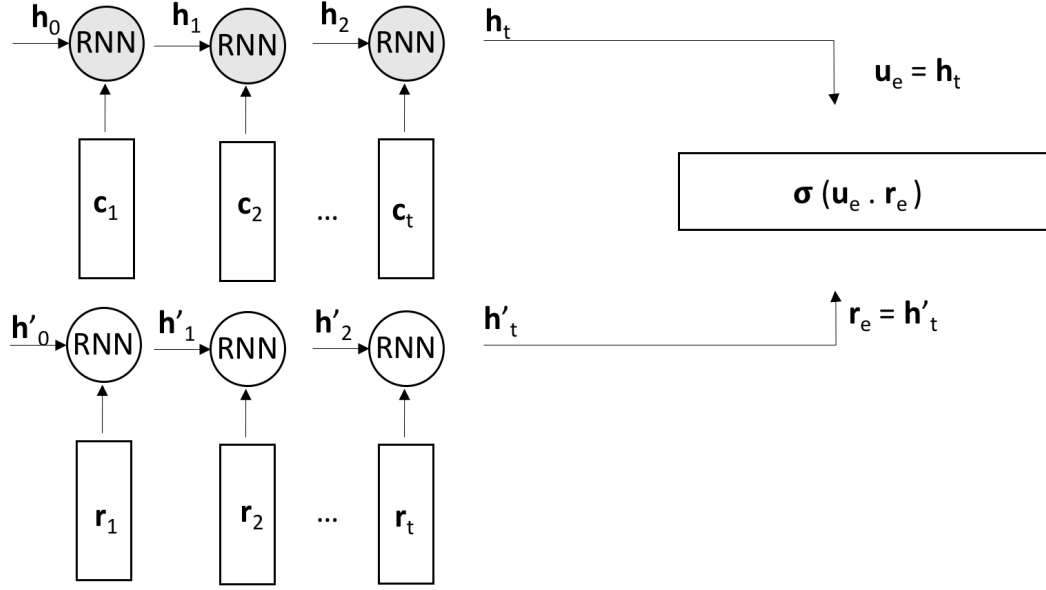 h₀ RNN h₁ RNN h₂ RNN hₜ
uₑ = hₜ
c₁ c₂ ... cₜ
σ (uₑ . rₑ)
h'₀ RNN h'₁ RNN h'₂ RNN h'ₜ
rₑ = h'ₜ
r₁ r₂ ... rₜ